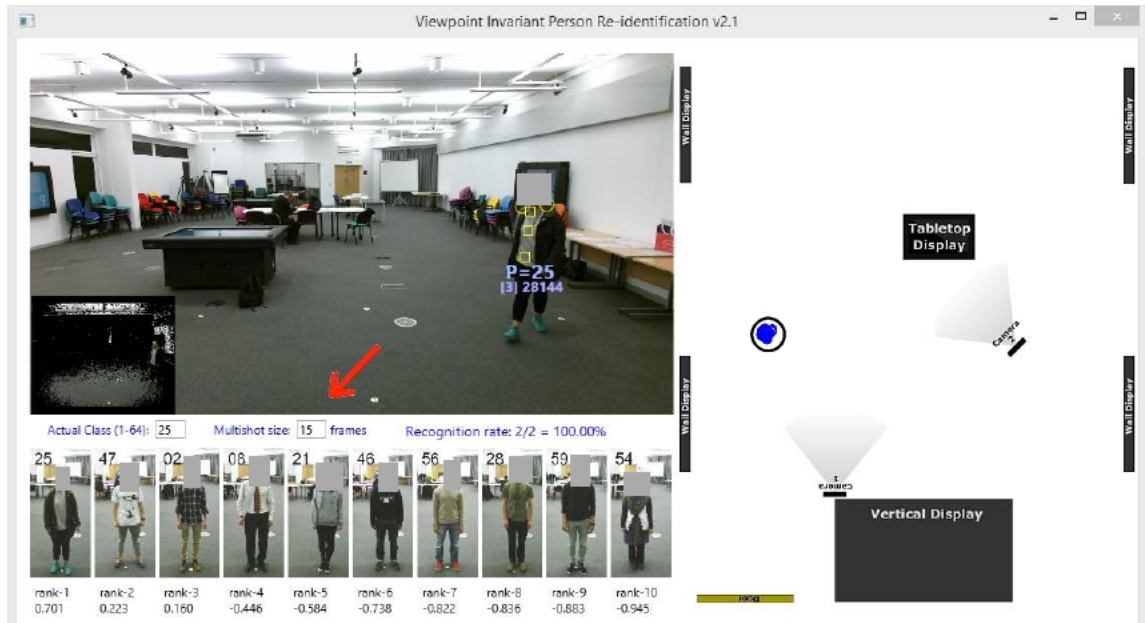 Viewpoint Invariant Person Re-identification v2.1
P=25
[3] 28144
Actual Class (1-64): 25 Multishot size: 15 frames Recognition rate: 2/2 = 100.00%
25 47 02 08 21 46 56 28 59 54
rank-1 rank-2 rank-3 rank-4 rank-5 rank-6 rank-7 rank-8 rank-9 rank-10
0.701 0.223 0.160 -0.446 -0.584 -0.738 -0.822 -0.836 -0.883 -0.945
Wall Display
Wall Display
Tabletop
Display
Camera
2
Wall Display
Wall Display
Camera
1
Vertical Display
Door